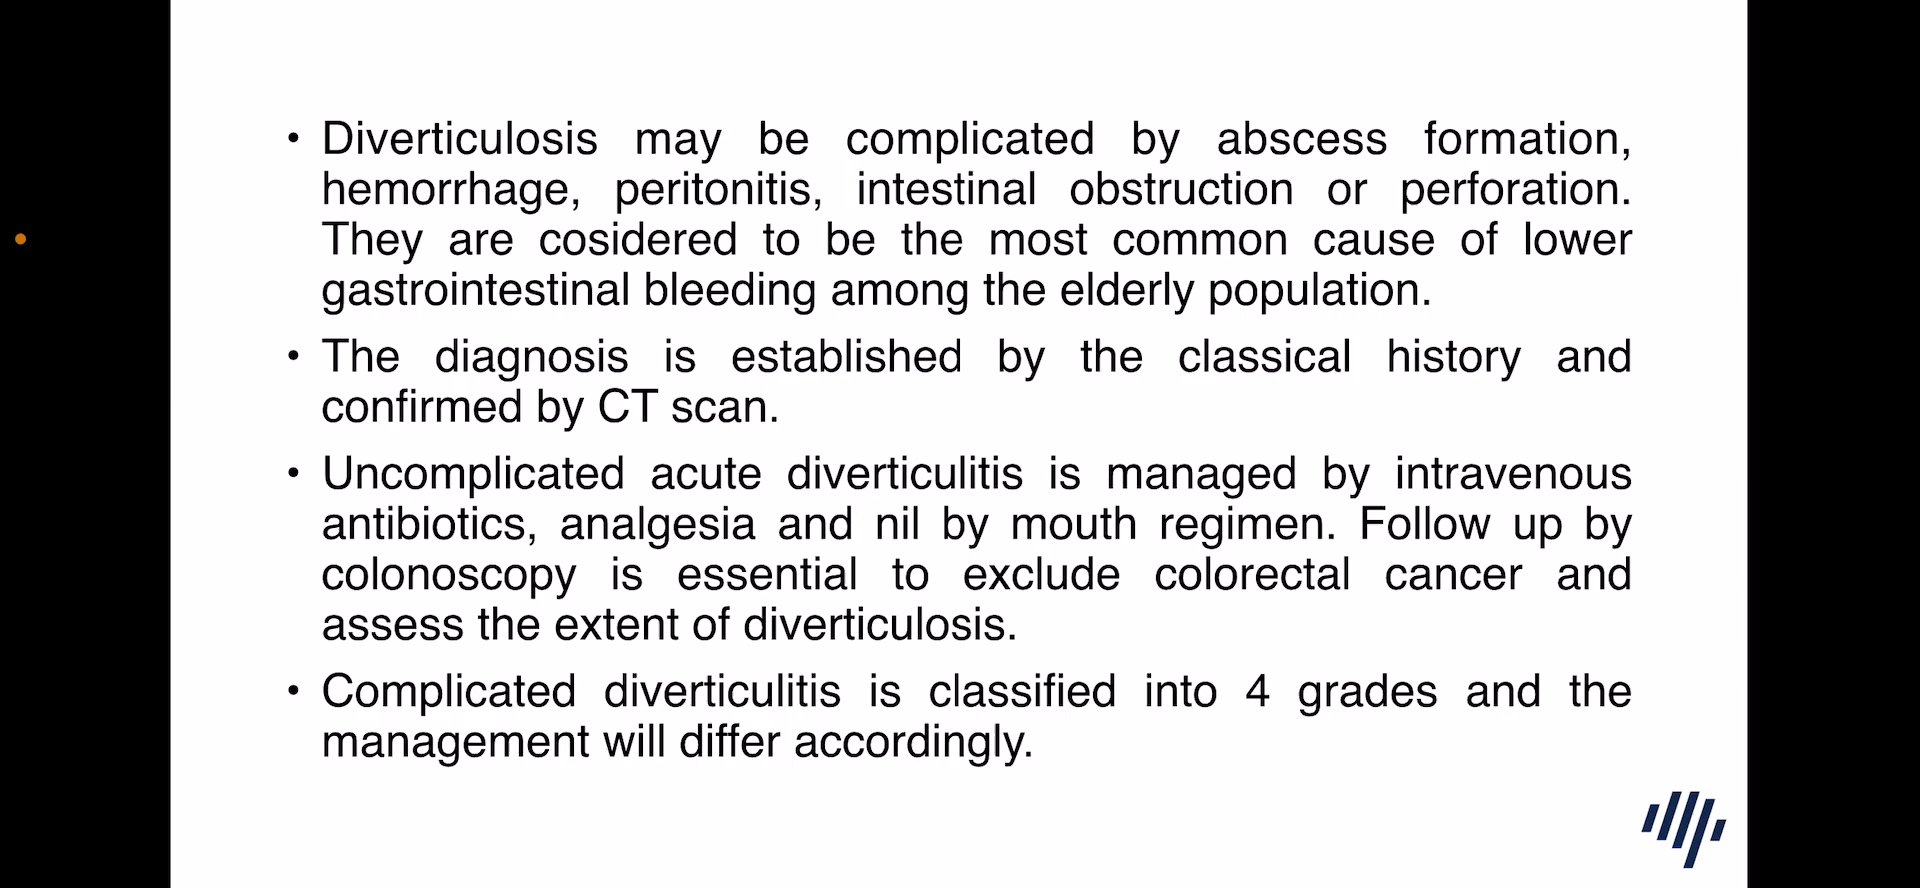 • Diverticulosis may be complicated by abscess formation,
hemorrhage, peritonitis, intestinal obstruction or perforation.
They are cosidered to be the most common cause of lower
gastrointestinal bleeding among the elderly population.
• The diagnosis is established by the classical history and
confirmed by CT scan.
• Uncomplicated acute diverticulitis is managed by intravenous
antibiotics, analgesia and nil by mouth regimen. Follow up by
colonoscopy is essential to exclude colorectal cancer and
assess the extent of diverticulosis.
• Complicated diverticulitis is classified into 4 grades and the
management will differ accordingly.